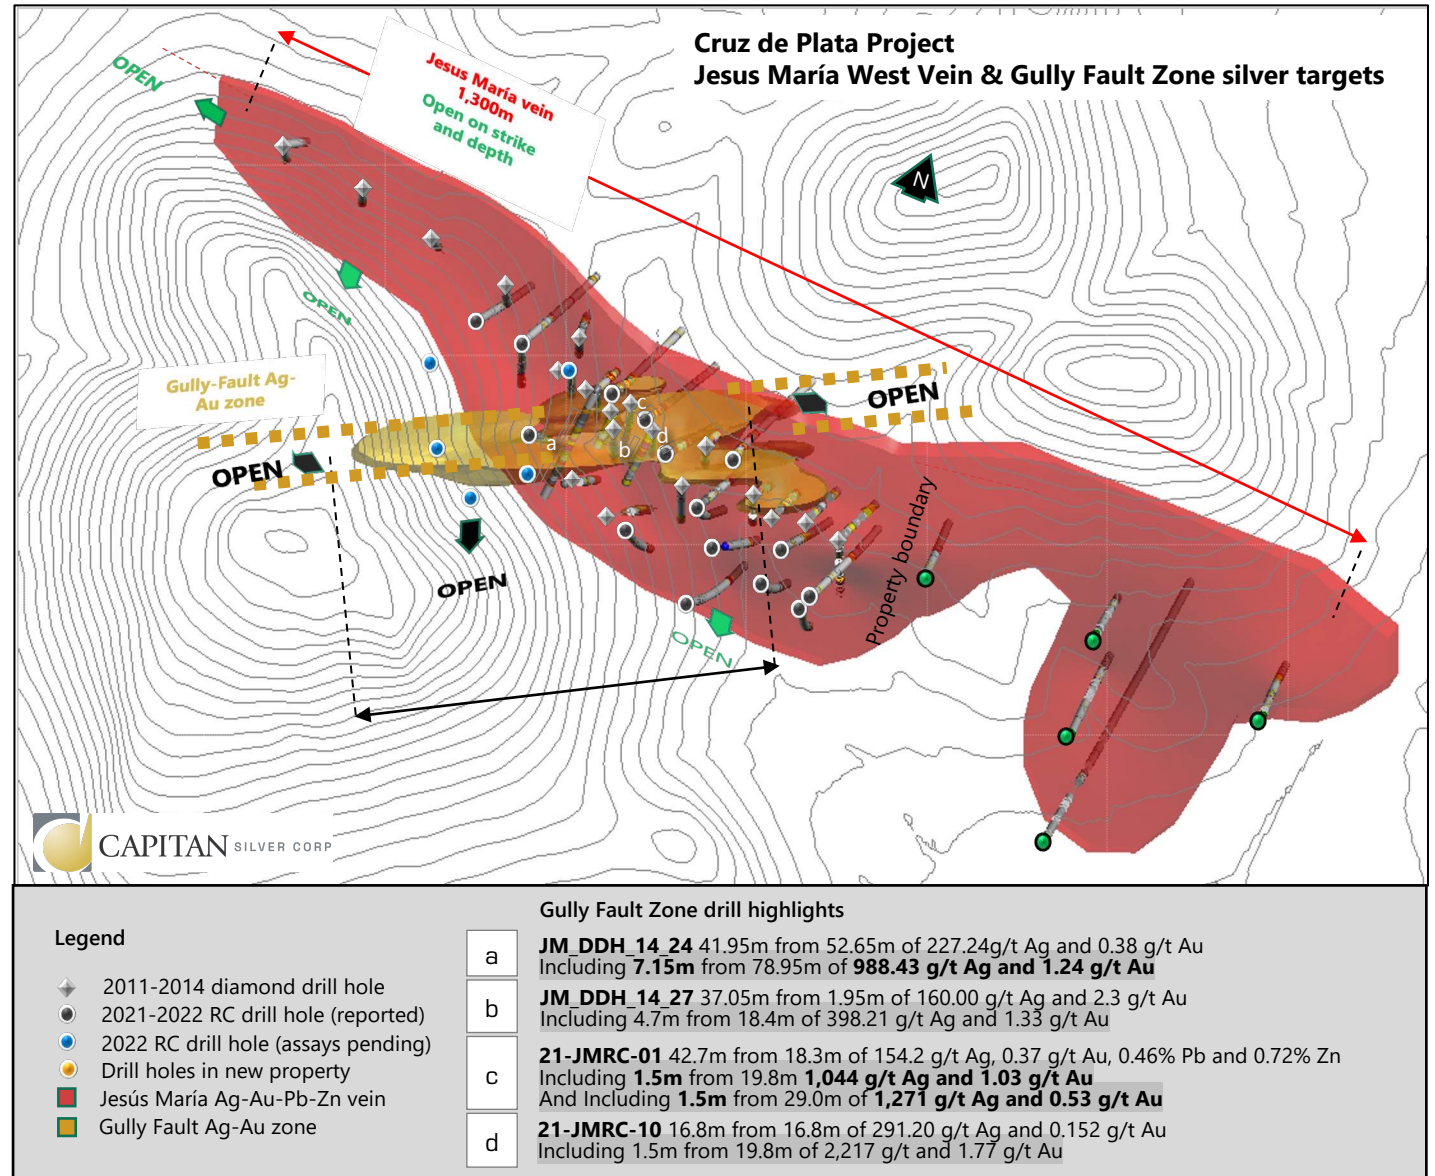 Cruz de Plata Project
Jesus María West Vein & Gully Fault Zone silver targets
OPEN
Jesus María vein
1,300m
Open on strike
and depth
N
OPEN
Gully-Fault Ag-
Au zone
OPEN
OPEN
a
b
c
d
OPEN
OPEN
Property boundary
CAPITAN SILVER CORP
Legend
2011-2014 diamond drill hole
2021-2022 RC drill hole (reported)
2022 RC drill hole (assays pending)
Drill holes in new property
Jesús María Ag-Au-Pb-Zn vein
Gully Fault Ag-Au zone
Gully Fault Zone drill highlights
a
JM_DDH_14_24 41.95m from 52.65m of 227.24g/t Ag and 0.38 g/t Au
Including 7.15m from 78.95m of 988.43 g/t Ag and 1.24 g/t Au
b
JM_DDH_14_27 37.05m from 1.95m of 160.00 g/t Ag and 2.3 g/t Au
Including 4.7m from 18.4m of 398.21 g/t Ag and 1.33 g/t Au
c
21-JMRC-01 42.7m from 18.3m of 154.2 g/t Ag, 0.37 g/t Au, 0.46% Pb and 0.72% Zn
Including 1.5m from 19.8m 1,044 g/t Ag and 1.03 g/t Au
And Including 1.5m from 29.0m of 1,271 g/t Ag and 0.53 g/t Au
d
21-JMRC-10 16.8m from 16.8m of 291.20 g/t Ag and 0.152 g/t Au
Including 1.5m from 19.8m of 2,217 g/t and 1.77 g/t Au